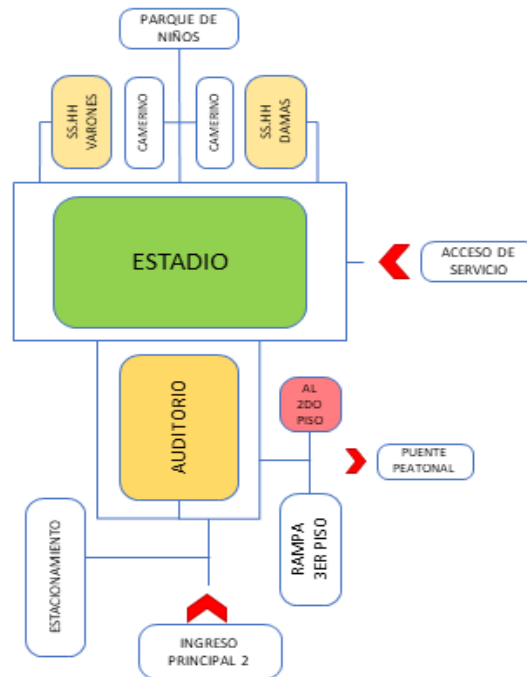 PARQUE DE
NIÑOS
SS.HH
VARONES
CAMERINO
CAMERINO
SS.HH
DAMAS
ESTADIO
ACCESO DE
SERVICIO
AUDITORIO
AL
2DO
PISO
PUENTE
PEATONAL
ESTACIONAMIENTO
RAMPA
3ER PISO
INGRESO
PRINCIPAL 2